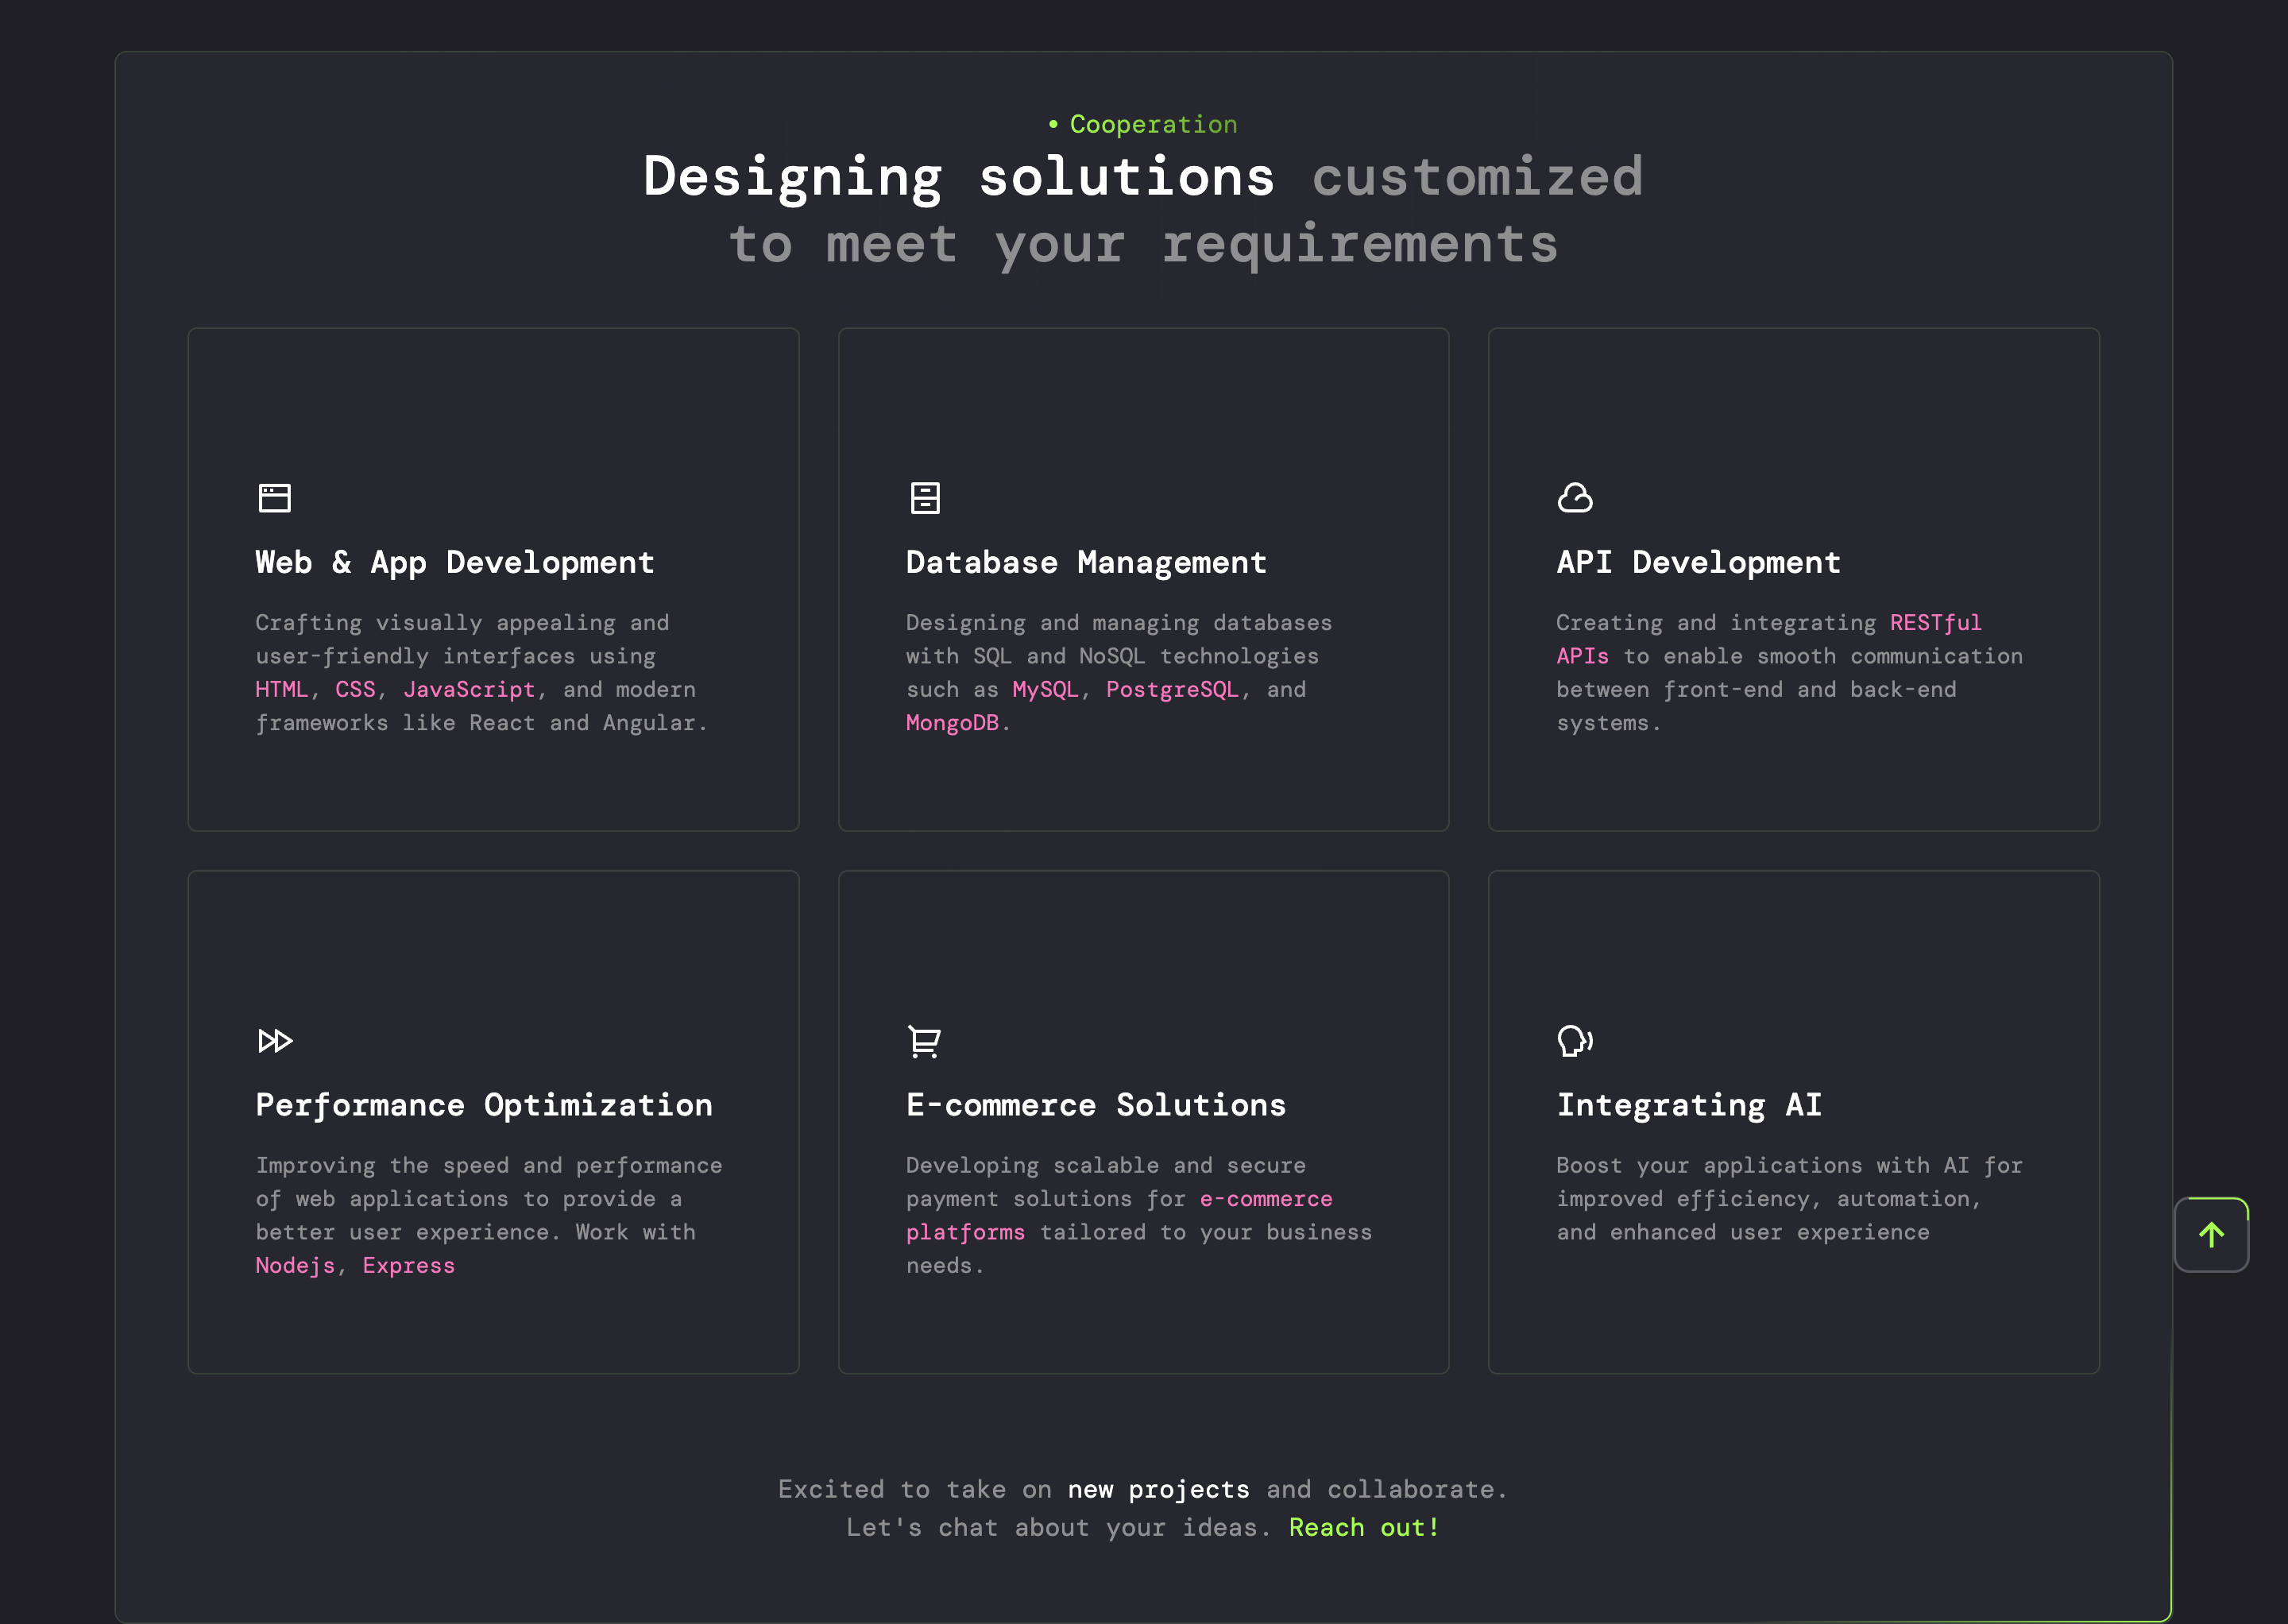 • Cooperation
Designing solutions customized
to meet your requirements
Web & App Development
Crafting visually appealing and
user-friendly interfaces using
HTML, CSS, JavaScript, and modern
frameworks like React and Angular.
Database Management
Designing and managing databases
with SQL and NoSQL technologies
such as MySQL, PostgreSQL, and
MongoDB.
API Development
Creating and integrating RESTful
APIs to enable smooth communication
between front-end and back-end
systems.
Performance Optimization
Improving the speed and performance
of web applications to provide a
better user experience. Work with
Nodejs, Express
E-commerce Solutions
Developing scalable and secure
payment solutions for e-commerce
platforms tailored to your business
needs.
Integrating AI
Boost your applications with AI for
improved efficiency, automation,
and enhanced user experience
Excited to take on new projects and collaborate.
Let's chat about your ideas. Reach out!